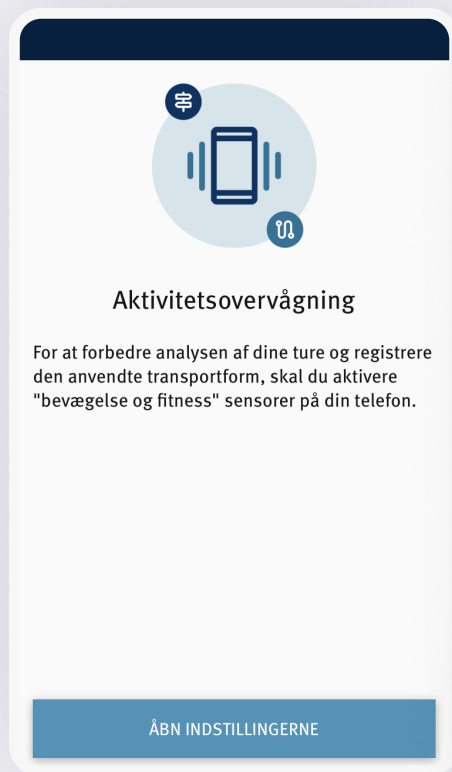 Aktivitetsovervågning
For at forbedre analysen af dine ture og registrere
den anvendte transportform, skal du aktivere
"bevægelse og fitness" sensorer på din telefon.
ÅBN INDSTILLINGERNE